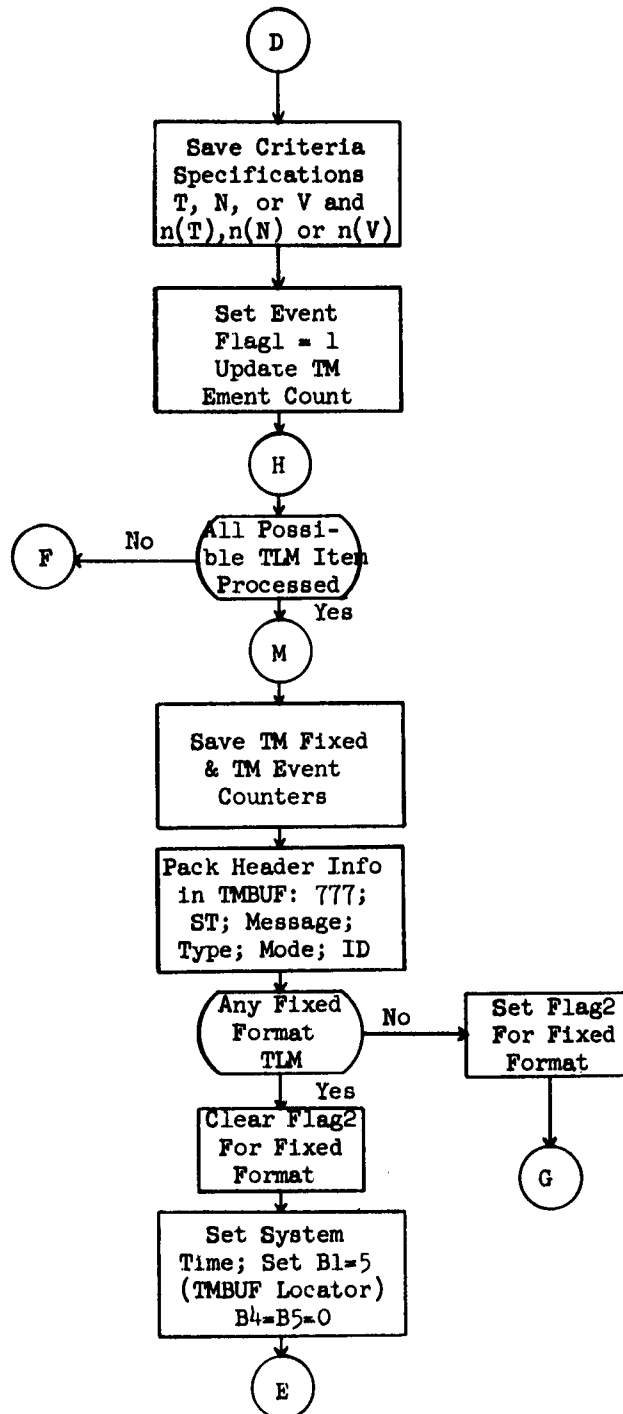 D
Save Criteria
Specifications
T, N, or V and
n(T),n(N) or n(V)
Set Event
Flag1 = 1
Update TM
Ement Count
H
All Possi-
ble TLM Item
Processed
No
F
Yes
M
Save TM Fixed
& TM Event
Counters
Pack Header Info
in TMBUF: 777;
ST; Message;
Type; Mode; ID
Any Fixed
Format
TLM
No
Set Flag2
For Fixed
Format
G
Yes
Clear Flag2
For Fixed
Format
Set System
Time; Set B1=5
(TMBUF Locator)
B4=B5=0
E